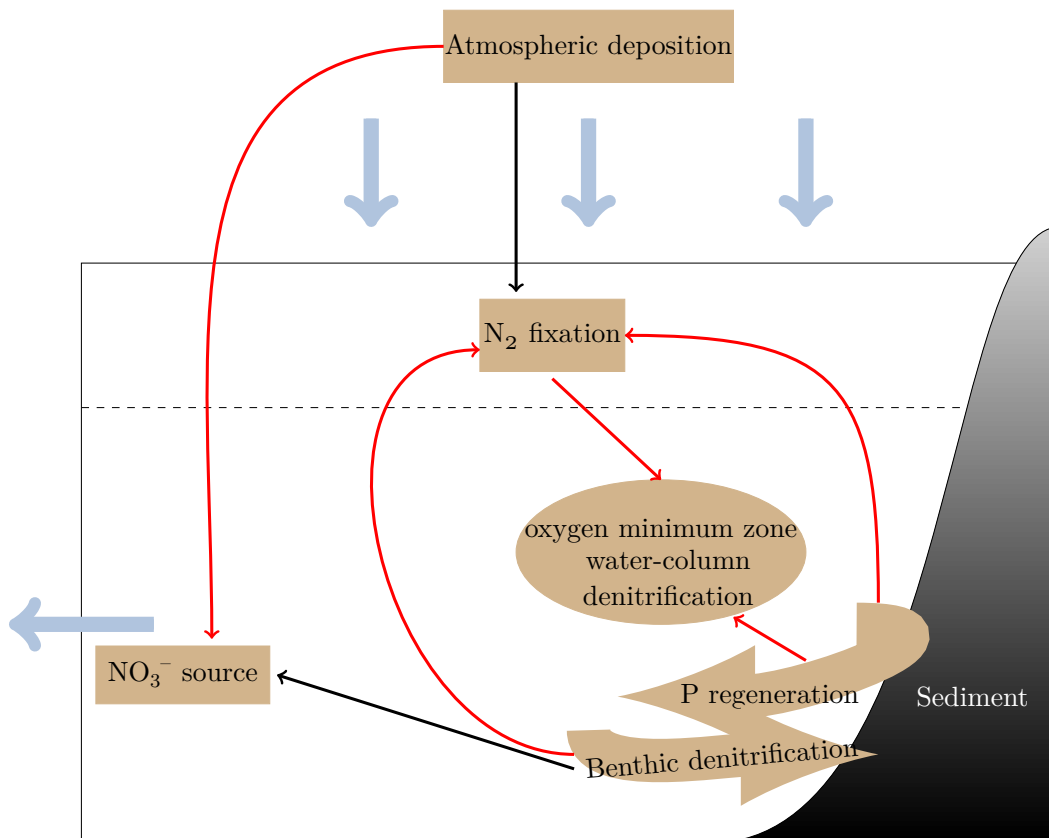 Atmospheric deposition
N₂ fixation
oxygen minimum zone
water-column
denitrification
NO₃⁻ source
P regeneration
Sediment
Benthic denitrification